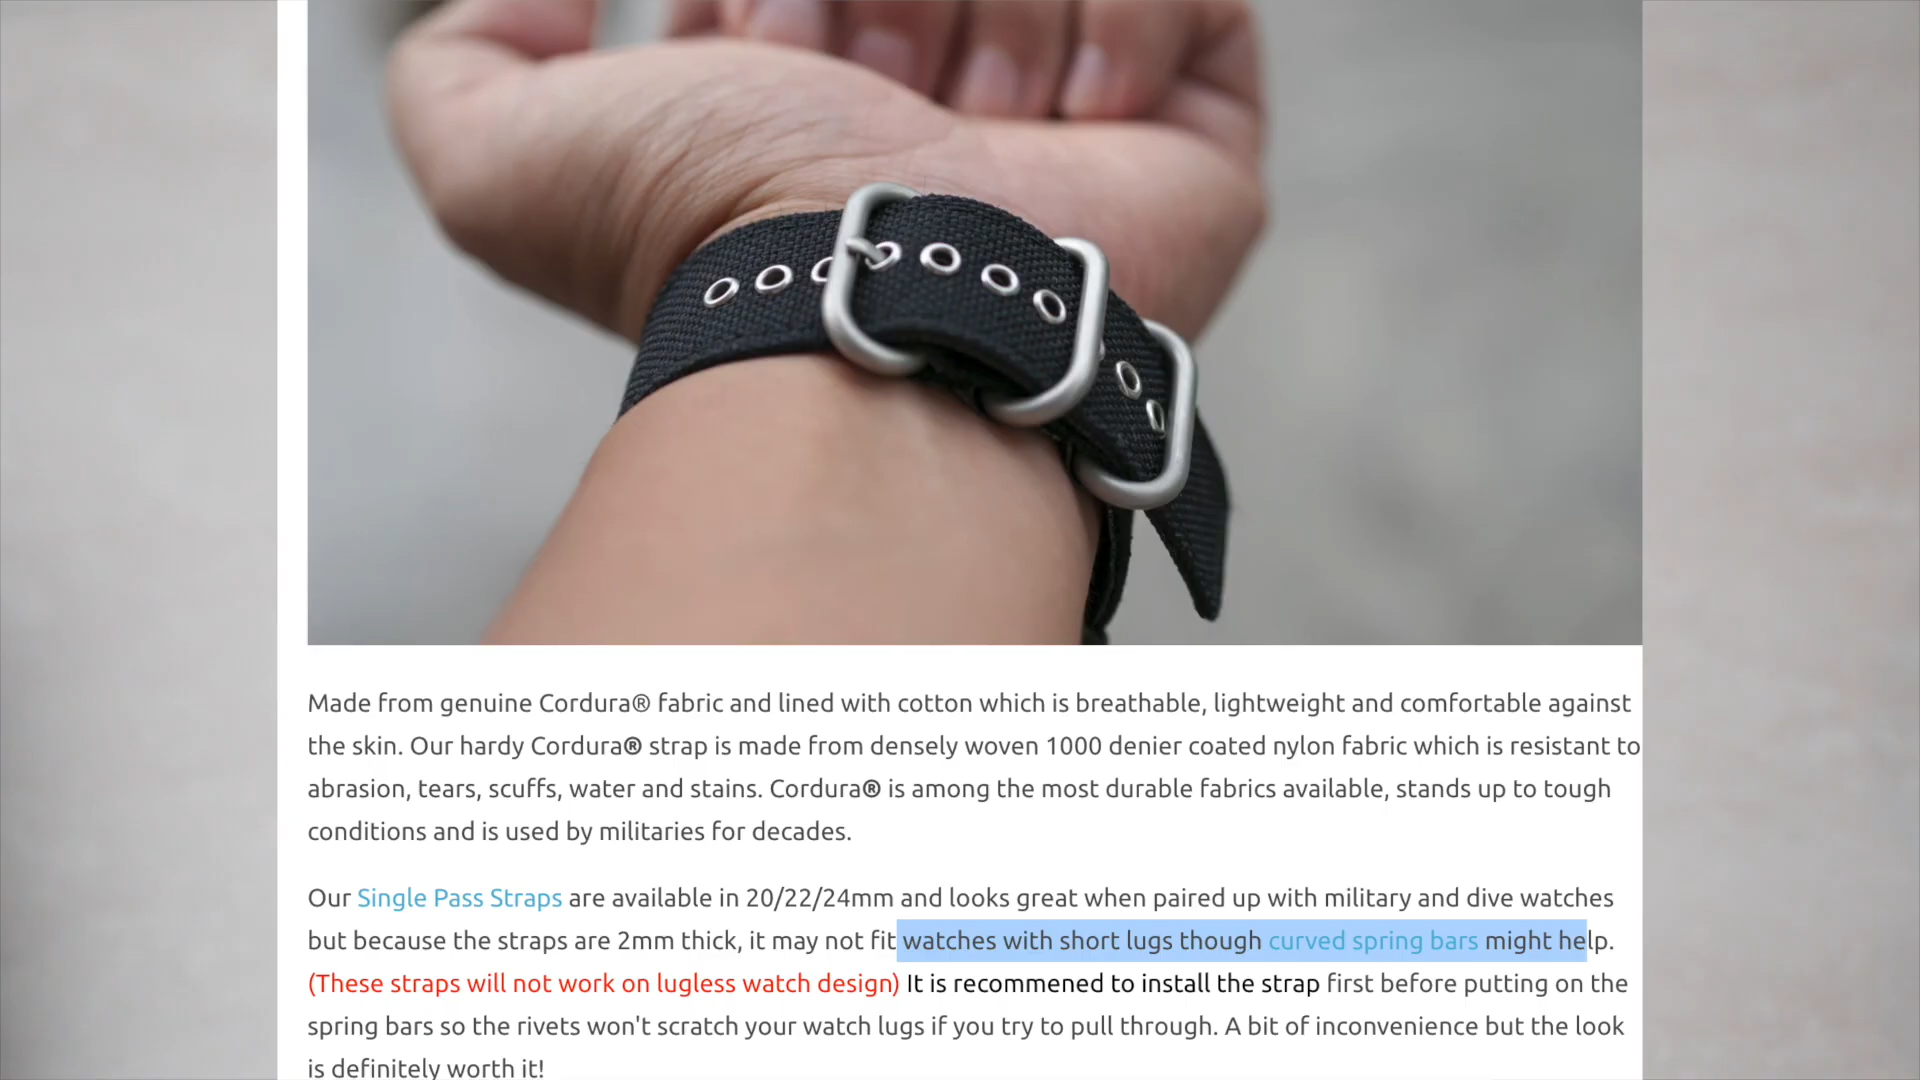 Made from genuine Cordura® fabric and lined with cotton which is breathable, lightweight and comfortable against
the skin. Our hardy Cordura® strap is made from densely woven 1000 denier coated nylon fabric which is resistant to
abrasion, tears, scuffs, water and stains. Cordura® is among the most durable fabrics available, stands up to tough
conditions and is used by militaries for decades.
Our Single Pass Straps are available in 20/22/24mm and looks great when paired up with military and dive watches
but because the straps are 2mm thick, it may not fit watches with short lugs though curved spring bars might help.
(These straps will not work on lugless watch design) It is recommened to install the strap first before putting on the
spring bars so the rivets won't scratch your watch lugs if you try to pull through. A bit of inconvenience but the look
is definitely worth it!